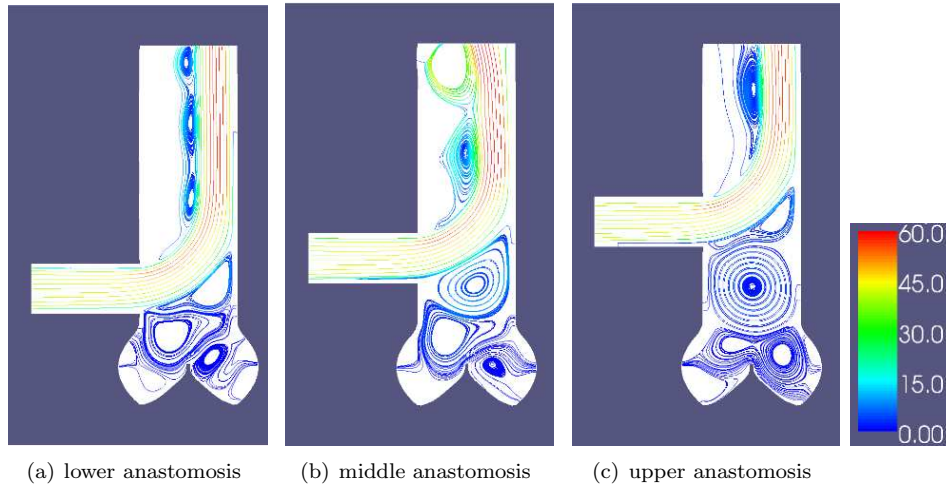 60.0
45.0
30.0
15.0
0.00
(a) lower anastomosis
(b) middle anastomosis
(c) upper anastomosis